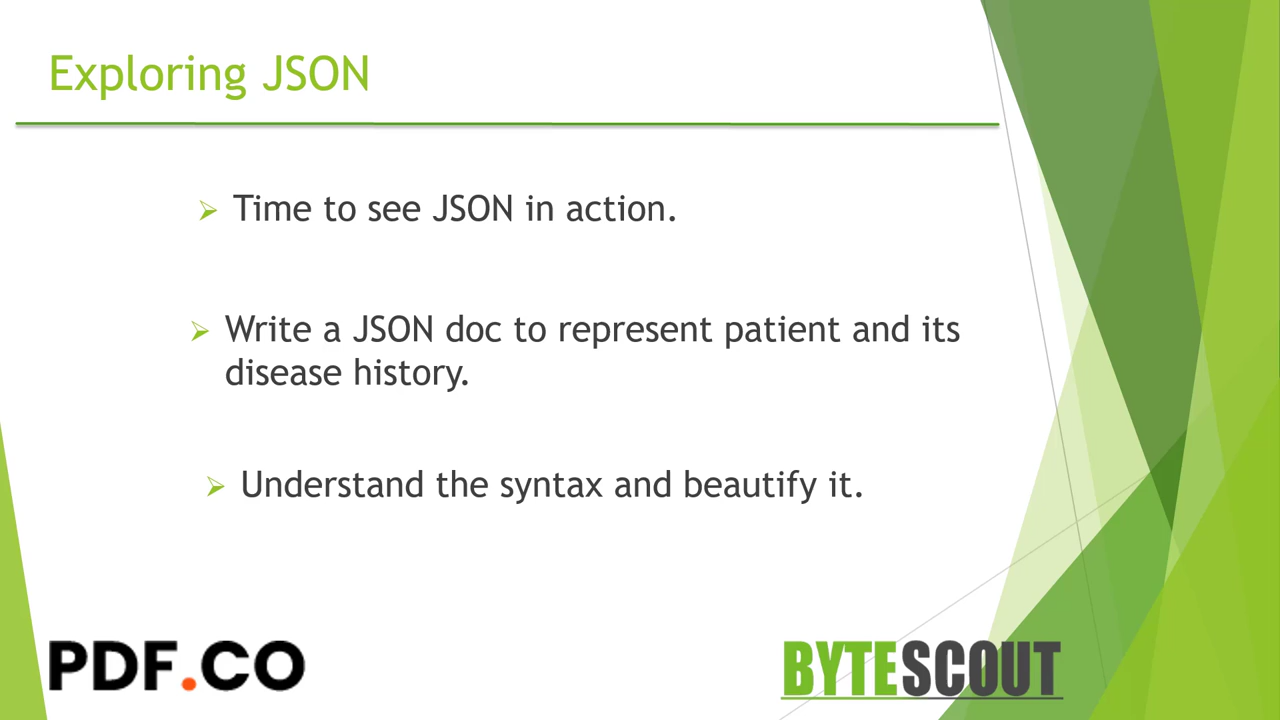 Exploring JSON
Time to see JSON in action.
Write a JSON doc to represent patient and its
disease history.
Understand the syntax and beautify it.
PDF.CO
BYTESCOUT